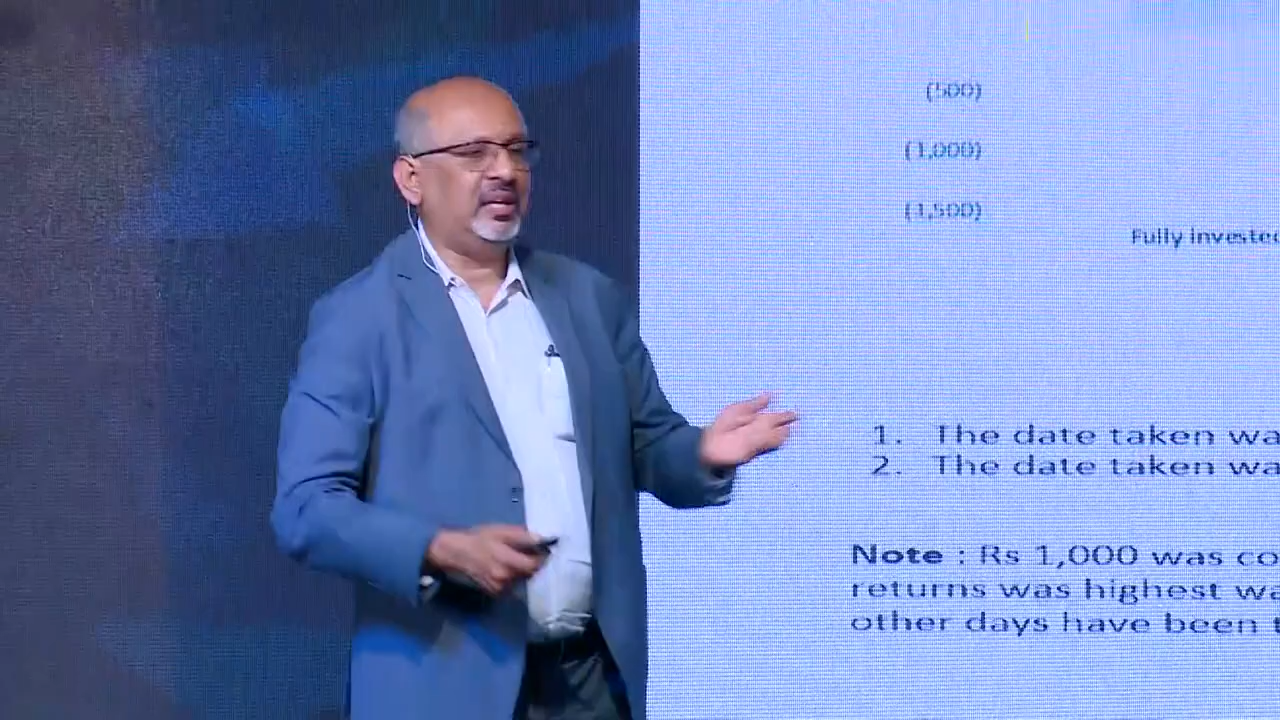 (500)
(1,000)
(1,500)
Fully invested
1. The date taken wa
2. The date taken wa
Note : Rs 1,000 was co
returns was highest wa
other days have been